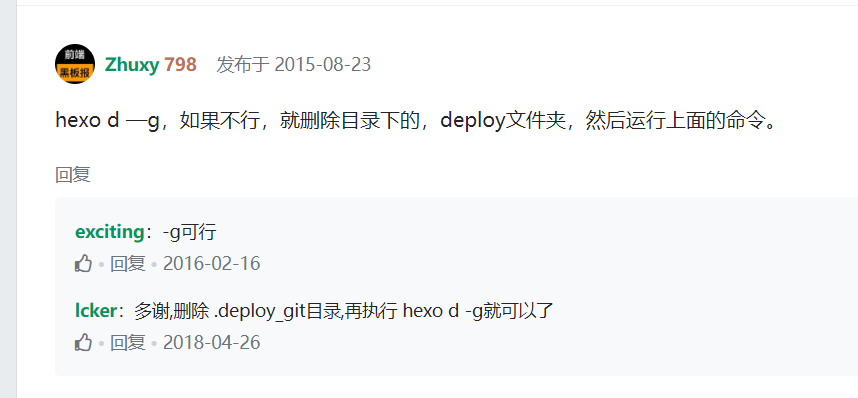 前端
黑板报
Zhuxy 798 发布于 2015-08-23
hexo d —g，如果不行，就删除目录下的，deploy文件夹，然后运行上面的命令。
回复
exciting：-g可行
• 回复 • 2016-02-16
lcker：多谢,删除 .deploy_git目录,再执行 hexo d -g就可以了
• 回复 • 2018-04-26